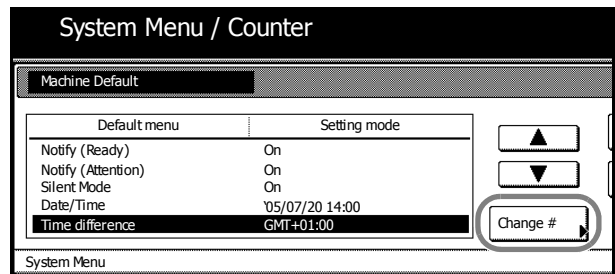 System Menu / Counter
Machine Default
Default menu Setting mode
Notify (Ready) On
Notify (Attention) On
Silent Mode On
Date/Time '05/07/20 14:00
Time difference GMT+01:00
Change #
System Menu